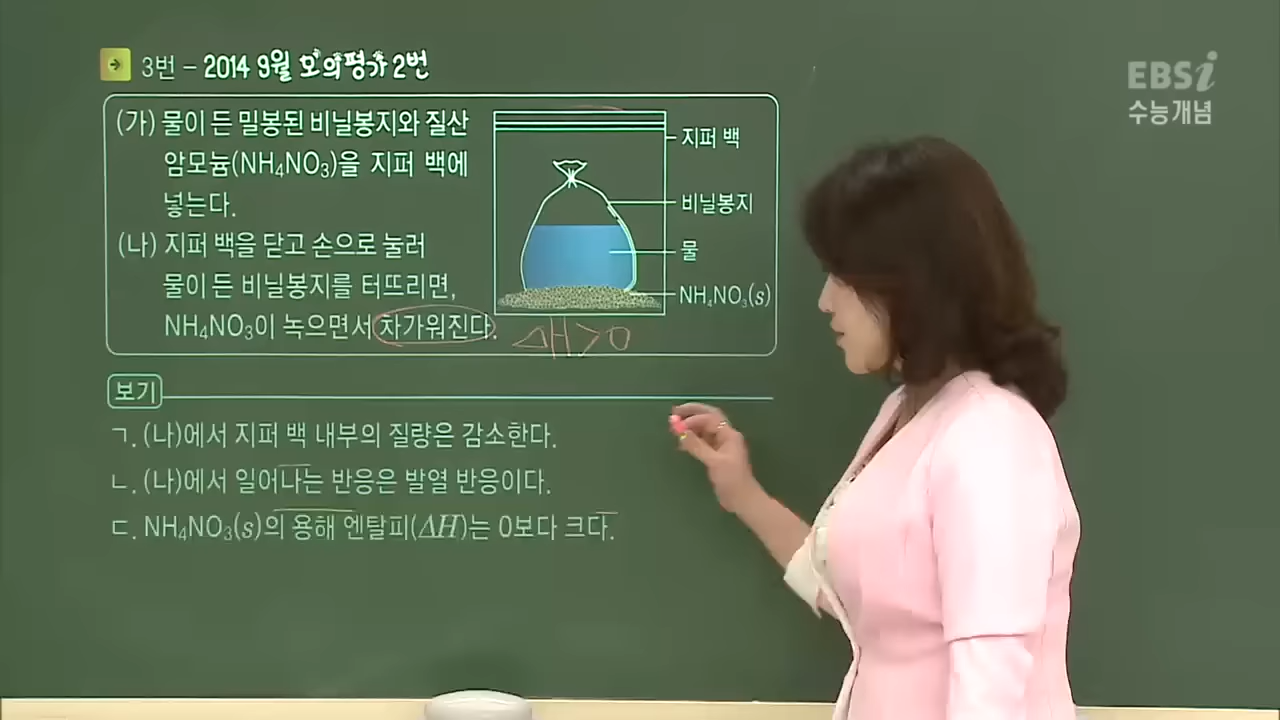 3번 – 2014 9월 모의평가 2번
EBSi
수능개념
(가) 물이 든 밀봉된 비닐봉지와 질산
암모늄(NH₄NO₃)을 지퍼 백에
넣는다.
(나) 지퍼 백을 닫고 손으로 눌러
물이 든 비닐봉지를 터뜨리면,
NH₄NO₃이 녹으면서 차가워진다.
지퍼 백
비닐봉지
물
NH₄NO₃(s)
ΔH>0
보기
ㄱ. (나)에서 지퍼 백 내부의 질량은 감소한다.
ㄴ. (나)에서 일어나는 반응은 발열 반응이다.
ㄷ. NH₄NO₃(s)의 용해 엔탈피(ΔH)는 0보다 크다.